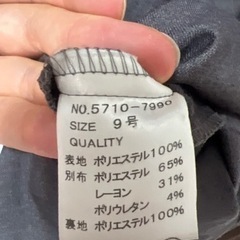 NO.5710-7990
SIZE 9号
QUALITY
表地 ポリエステル100%
別布 ポリエステル 65%
レーヨン 31%
ポリウレタン 4%
裏地 ポリエステル100%